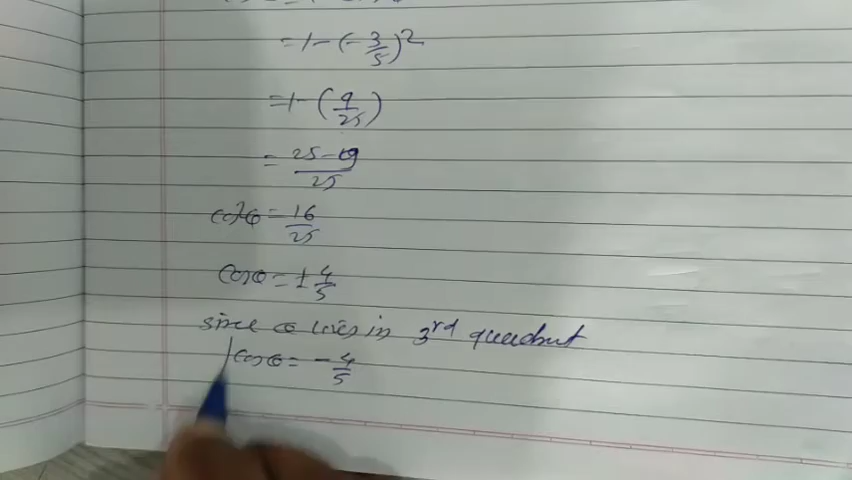 = 1 - (-3/5)²
= 1 - (9/25)
= 25-9/25
cos²θ = 16/25
cosθ = ± 4/5
since θ lies in 3rd quadrant
cosθ = - 4/5